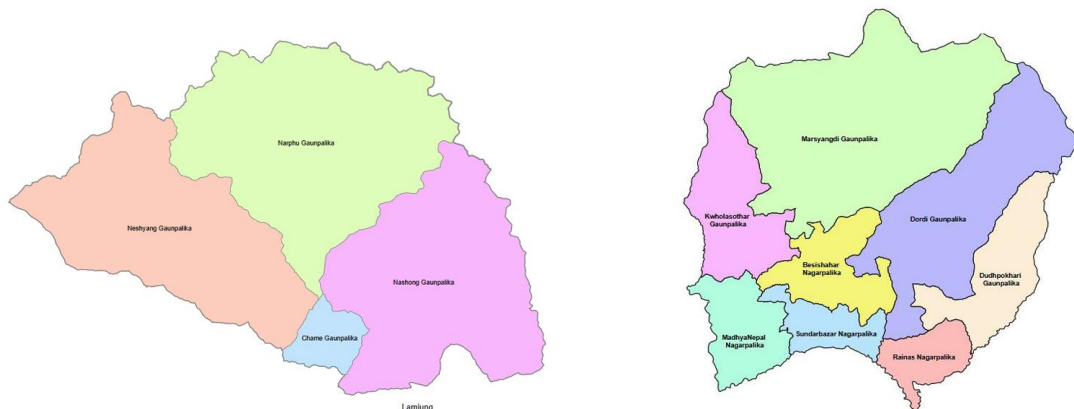 Narphu Gaunpalika
Neshyang Gaunpalika
Nashong Gaunpalika
Chame Gaunpalika
Lamjung
Marsyangdi Gaunpalika
Kwholasothar
Gaunpalika
Dordi Gaunpalika
Besishahar
Nagarpalika
Dudhpokhari
Gaunpalika
Sundarbazar Nagarpalika
MadhyaNepal
Nagarpalika
Rainas Nagarpalika